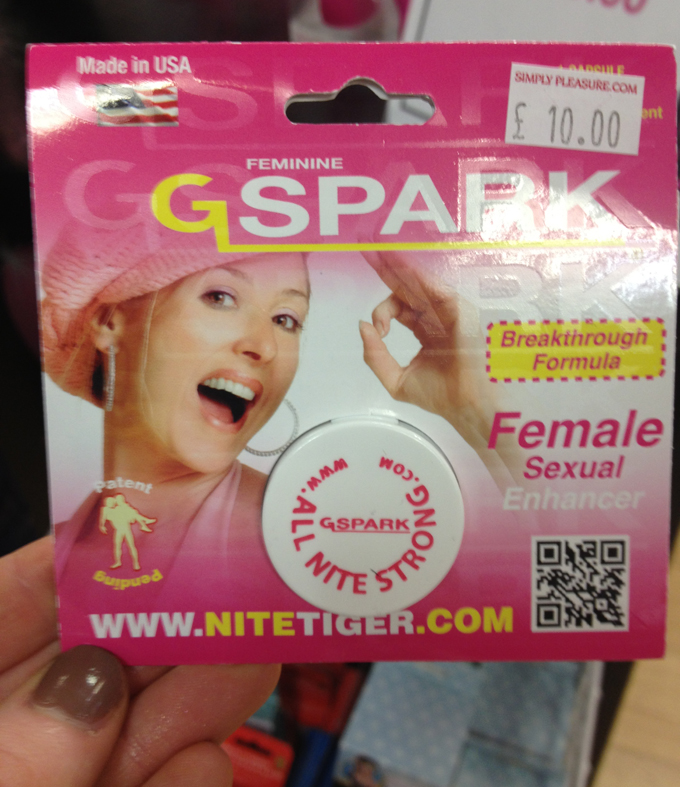 Made in USA
CAPSULE
SIMPLY PLEASURE.COM
£ 10.00
FEMININE
GSPARK
Breakthrough
Formula
Female
Sexual
Enhancer
Patent
Pending
WWW.ALL NITE STRONG.COM
GSPARK
WWW.NITETIGER.COM